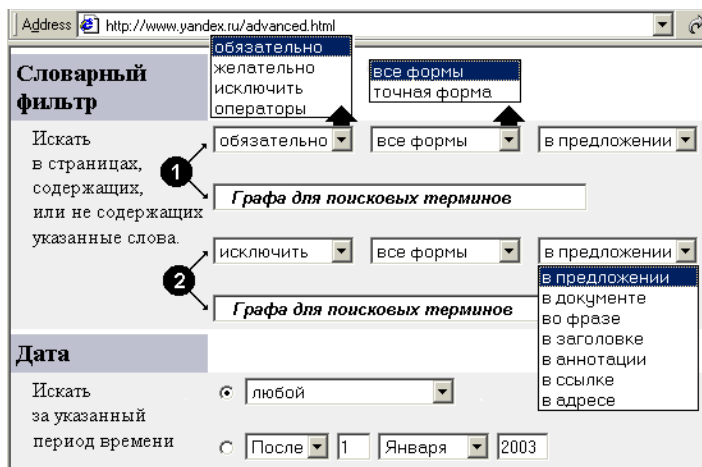 Address http://www.yandex.ru/advanced.html
обязательно
желательно
исключить
операторы
все формы
точная форма
Словарный
фильтр
Искать
в страницах,
содержащих,
или не содержащих
указанные слова.
1
обязательно все формы в предложении
Графа для поисковых терминов
2
исключить все формы в предложении
Графа для поисковых терминов
в предложении
в документе
во фразе
в заголовке
в аннотации
в ссылке
в адресе
Дата
Искать
за указанный
период времени
любой
После 1 Января 2003